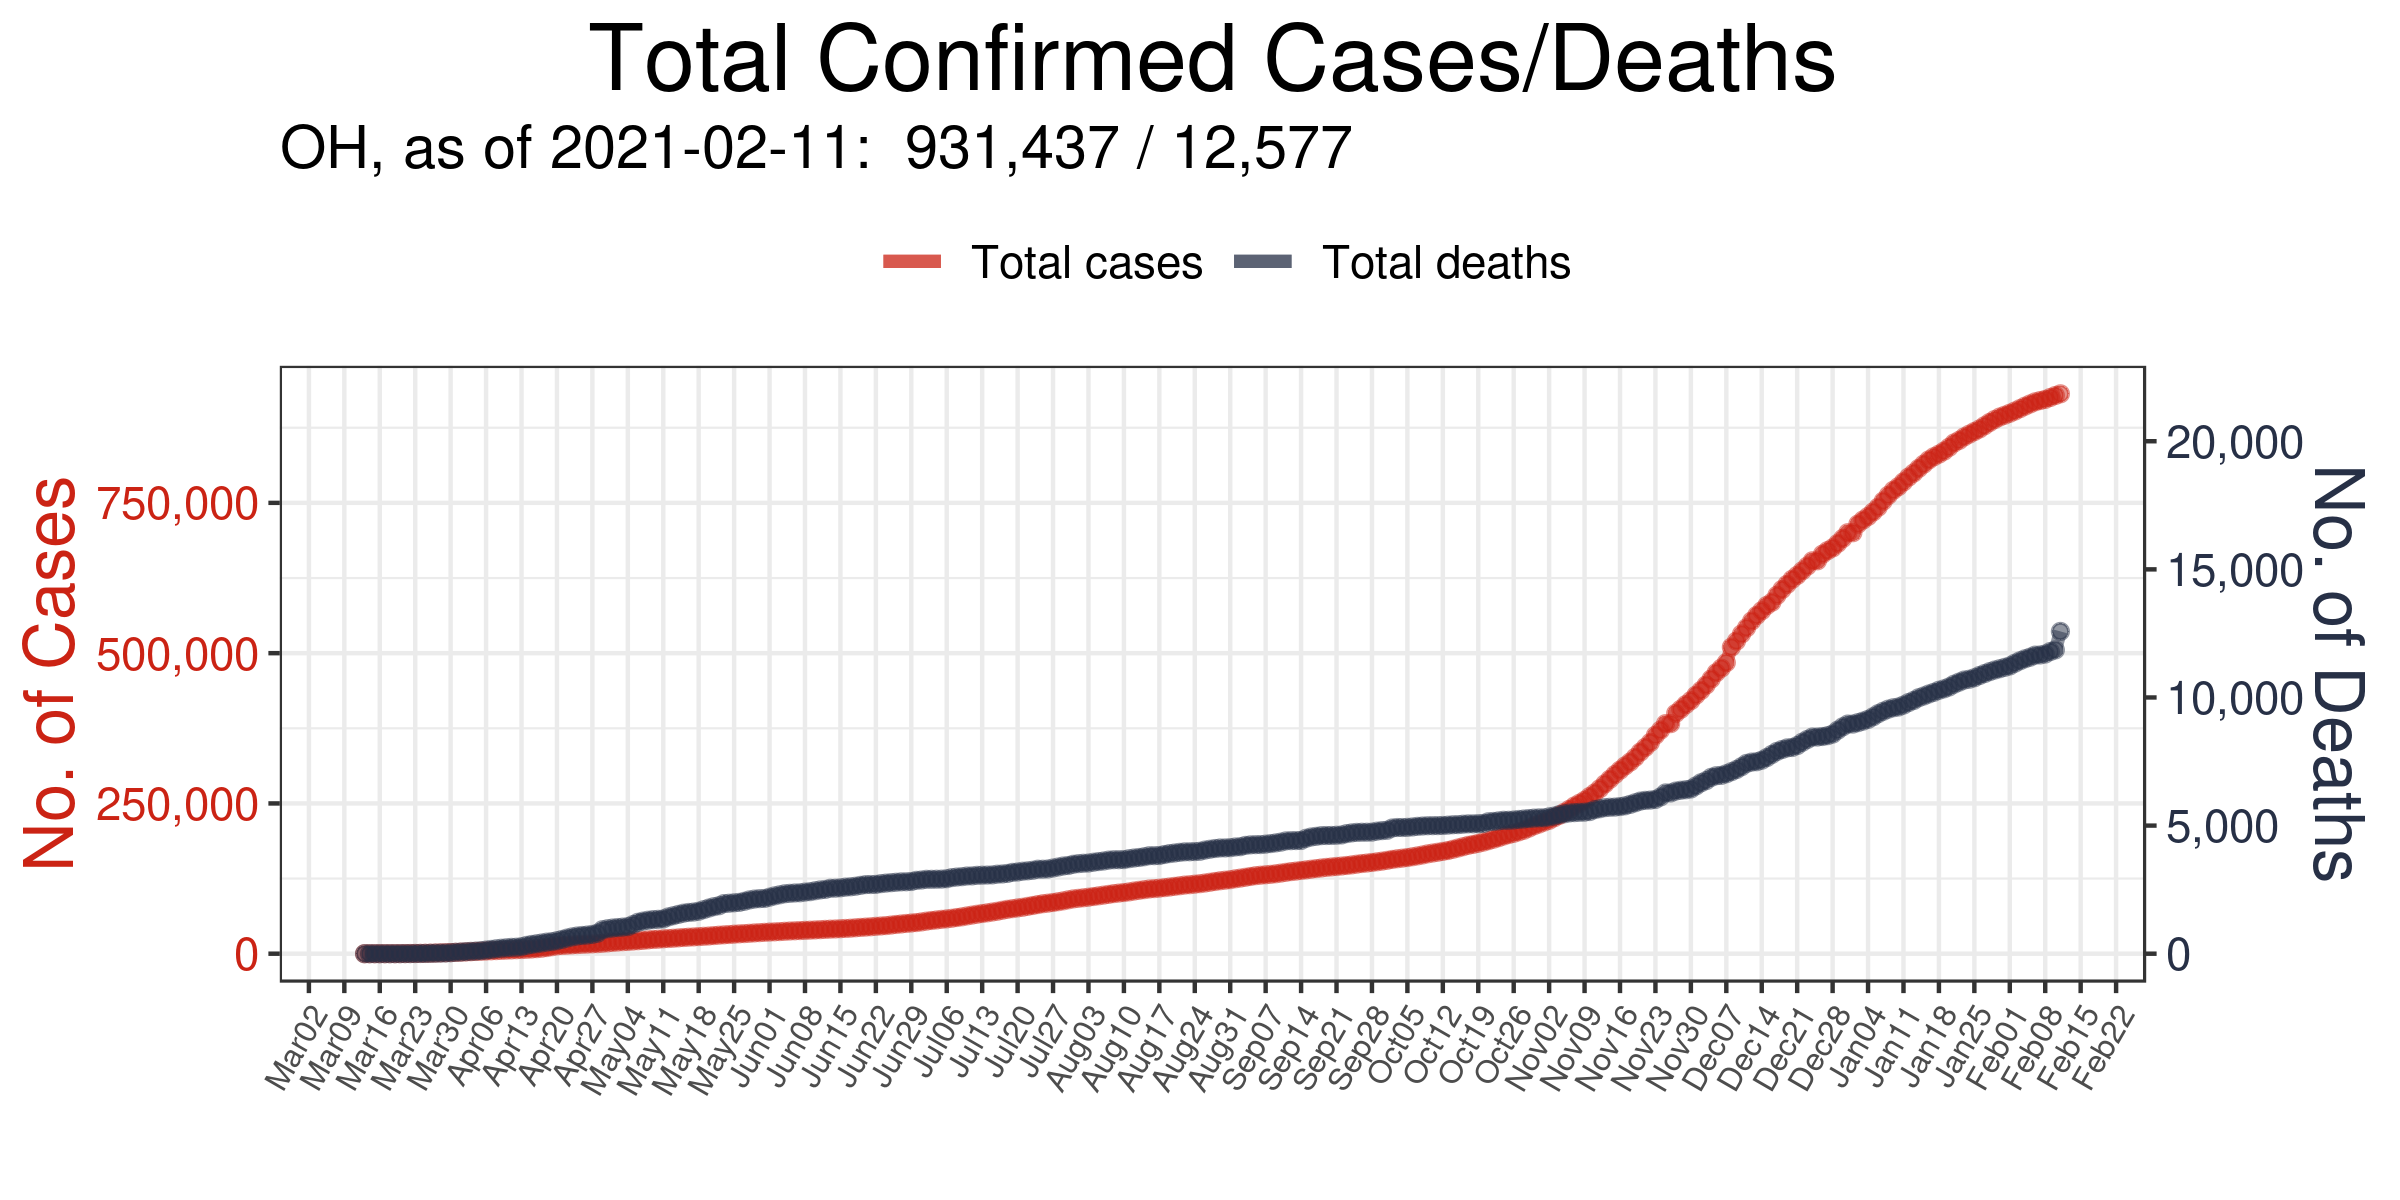 Total Confirmed Cases/Deaths
OH, as of 2021-02-11:  931,437 / 12,577
Total cases
Total deaths
No. of Cases
750,000
500,000
250,000
0
20,000
15,000
10,000
5,000
0
No. of Deaths
Mar02
Mar09
Mar16
Mar23
Mar30
Apr06
Apr13
Apr20
Apr27
May04
May11
May18
May25
Jun01
Jun08
Jun15
Jun22
Jun29
Jul06
Jul13
Jul20
Jul27
Aug03
Aug10
Aug17
Aug24
Aug31
Sep07
Sep14
Sep21
Sep28
Oct05
Oct12
Oct19
Oct26
Nov02
Nov09
Nov16
Nov23
Nov30
Dec07
Dec14
Dec21
Dec28
Jan04
Jan11
Jan18
Jan25
Feb01
Feb08
Feb15
Feb22